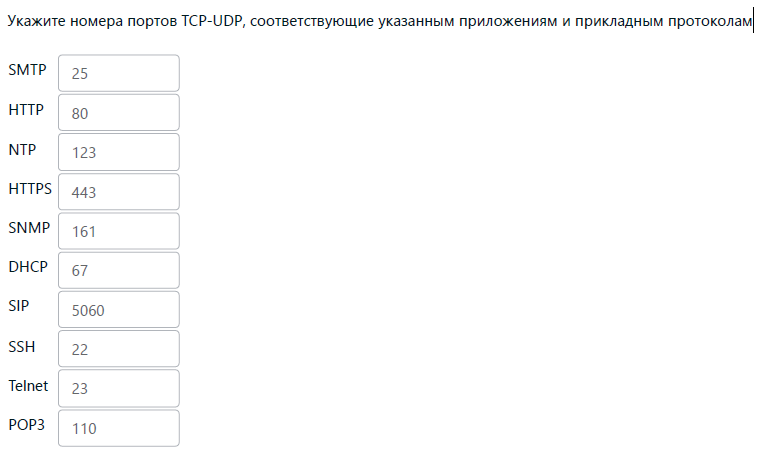 Укажите номера портов TCP-UDP, соответствующие указанным приложениям и прикладным протоколам
SMTP 25
HTTP 80
NTP 123
HTTPS 443
SNMP 161
DHCP 67
SIP 5060
SSH 22
Telnet 23
POP3 110